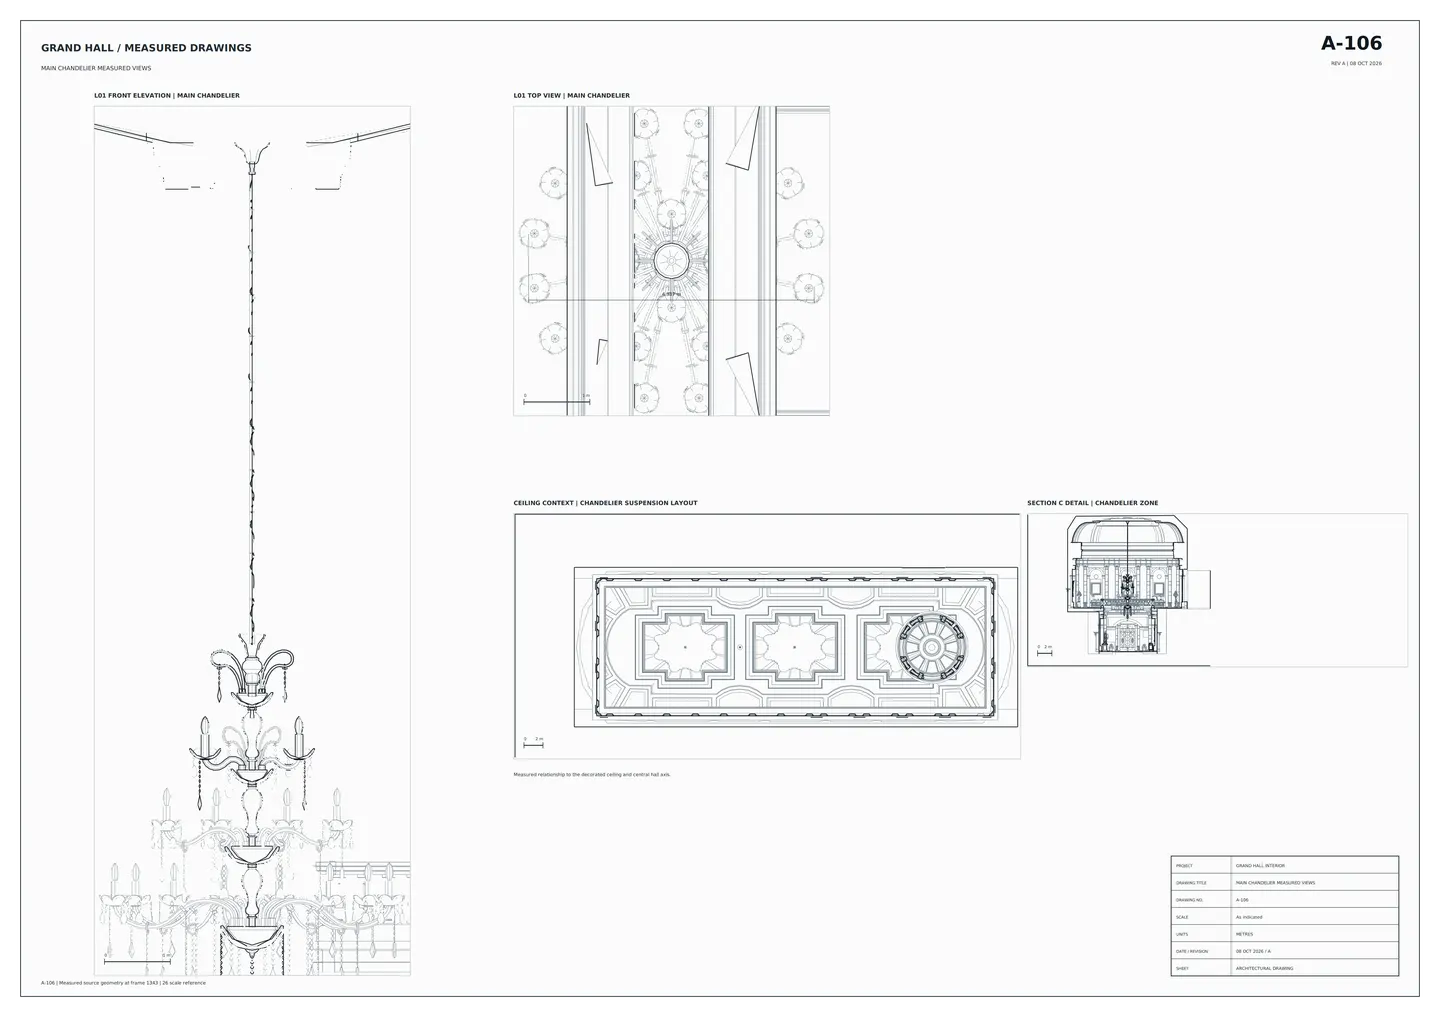 GRAND HALL / MEASURED DRAWINGS
MAIN CHANDELIER MEASURED VIEWS
A-106
REV A | 08 OCT 2026
L01 FRONT ELEVATION | MAIN CHANDELIER
L01 TOP VIEW | MAIN CHANDELIER
0 1 m
CEILING CONTEXT | CHANDELIER SUSPENSION LAYOUT
0 2 m
Measured relationship to the decorated ceiling and central hall axis.
SECTION C DETAIL | CHANDELIER ZONE
0 2 m
PROJECT GRAND HALL INTERIOR
DRAWING TITLE MAIN CHANDELIER MEASURED VIEWS
DRAWING NO. A-106
SCALE As indicated
UNITS METRES
DATE / REVISION 08 OCT 2026 / A
SHEET ARCHITECTURAL DRAWING
A-106 | Measured source geometry at frame 1343 | 26 scale reference